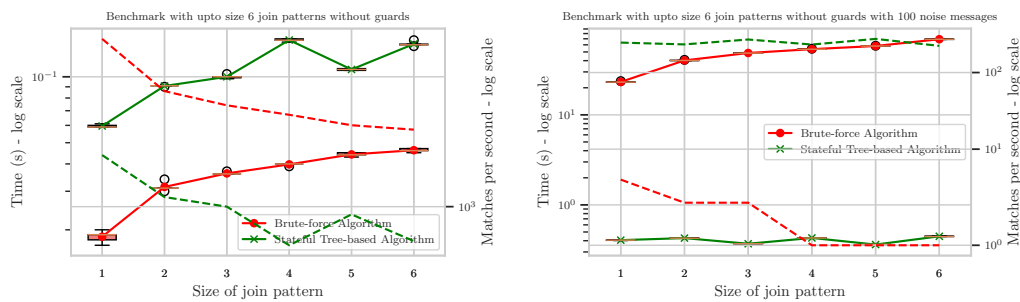 Benchmark with upto size 6 join patterns without guards
Time (s) - log scale
10⁻¹
Matches per second - log scale
10³
Brute-force Algorithm
Stateful Tree-based Algorithm
1 2 3 4 5 6
Size of join pattern
Benchmark with upto size 6 join patterns without guards with 100 noise messages
Time (s) - log scale
10¹
10⁰
Matches per second - log scale
10²
10¹
10⁰
Brute-force Algorithm
Stateful Tree-based Algorithm
1 2 3 4 5 6
Size of join pattern